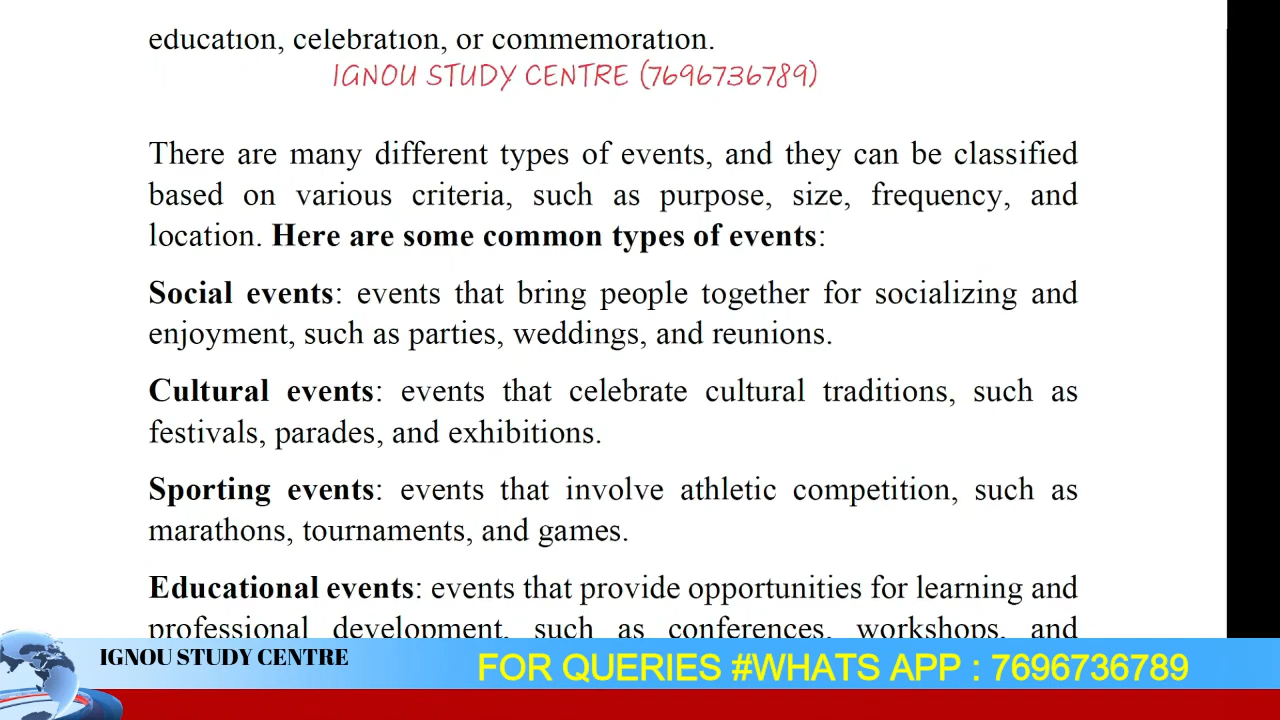 education, celebration, or commemoration.
IGNOU STUDY CENTRE (7696736789)
There are many different types of events, and they can be classified
based on various criteria, such as purpose, size, frequency, and
location. Here are some common types of events:
Social events: events that bring people together for socializing and
enjoyment, such as parties, weddings, and reunions.
Cultural events: events that celebrate cultural traditions, such as
festivals, parades, and exhibitions.
Sporting events: events that involve athletic competition, such as
marathons, tournaments, and games.
Educational events: events that provide opportunities for learning and
professional development, such as conferences, workshops, and
IGNOU STUDY CENTRE
FOR QUERIES #WHATS APP : 7696736789